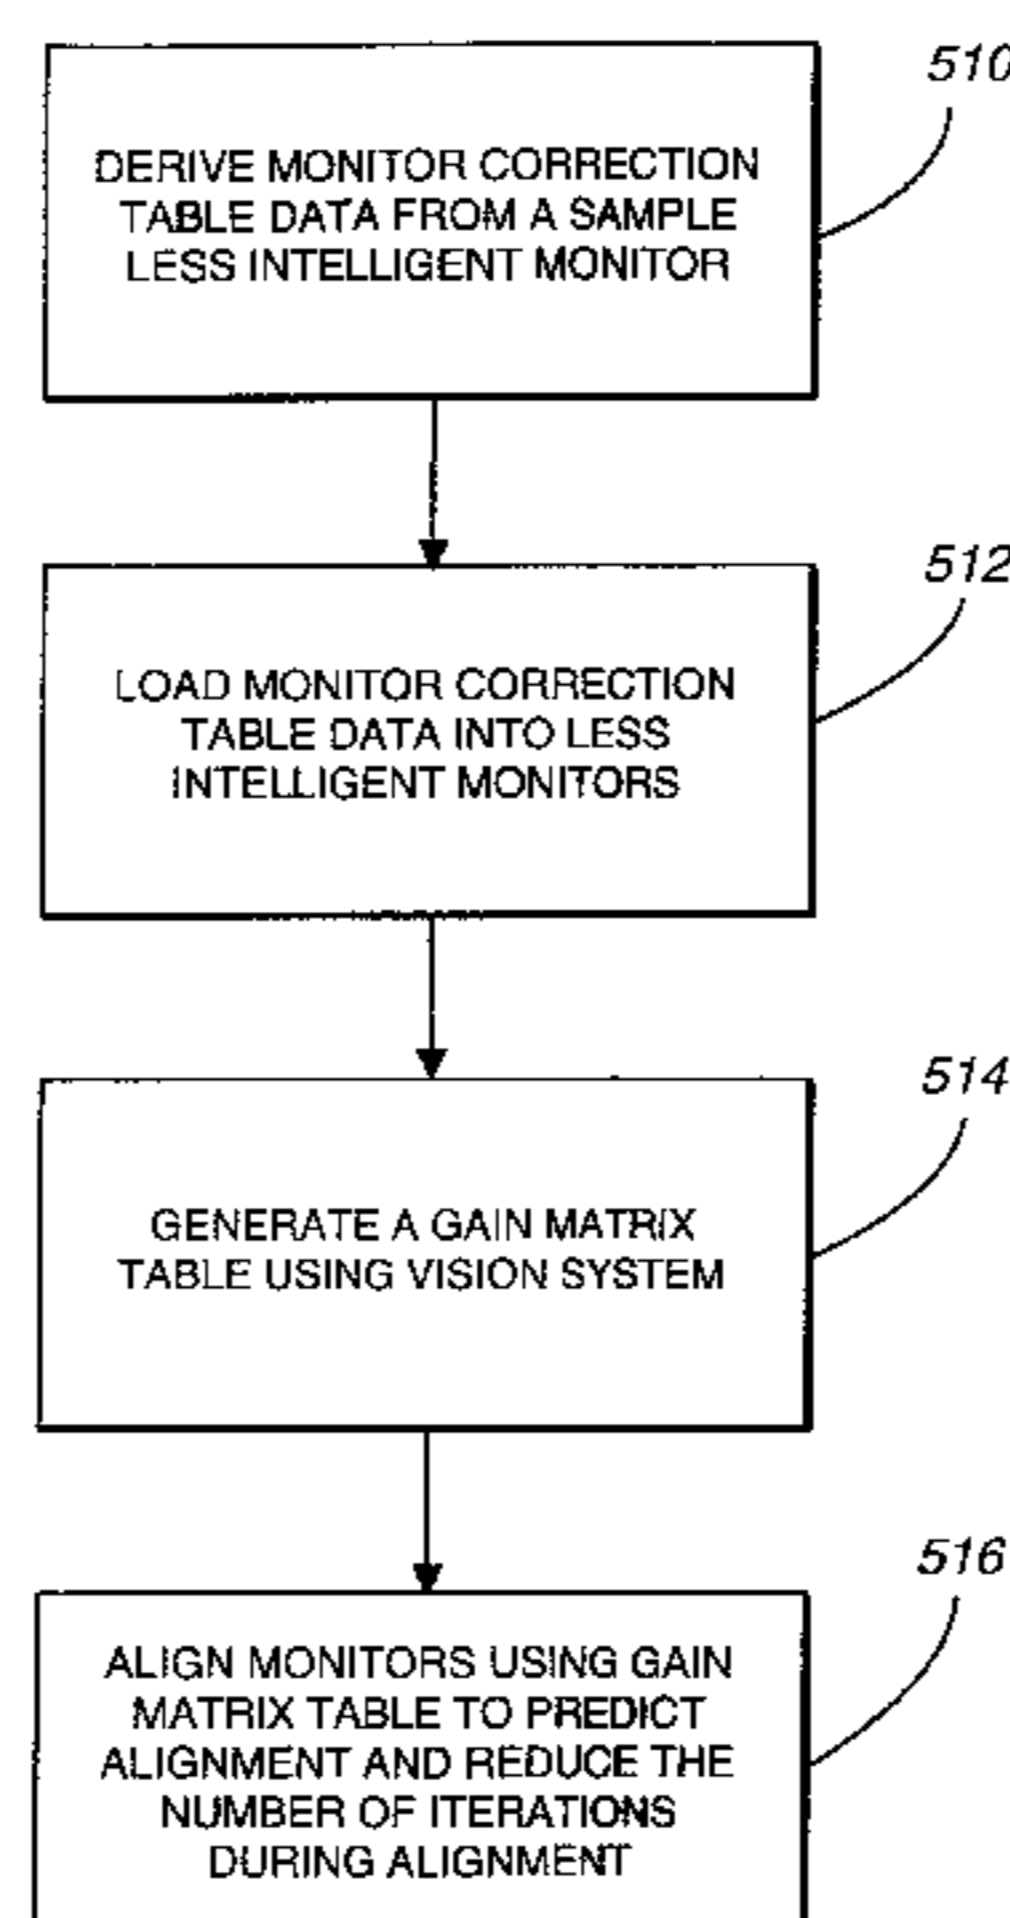 510
DERIVE MONITOR CORRECTION
TABLE DATA FROM A SAMPLE
LESS INTELLIGENT MONITOR
512
LOAD MONITOR CORRECTION
TABLE DATA INTO LESS
INTELLIGENT MONITORS
514
GENERATE A GAIN MATRIX
TABLE USING VISION SYSTEM
516
ALIGN MONITORS USING GAIN
MATRIX TABLE TO PREDICT
ALIGNMENT AND REDUCE THE
NUMBER OF ITERATIONS
DURING ALIGNMENT